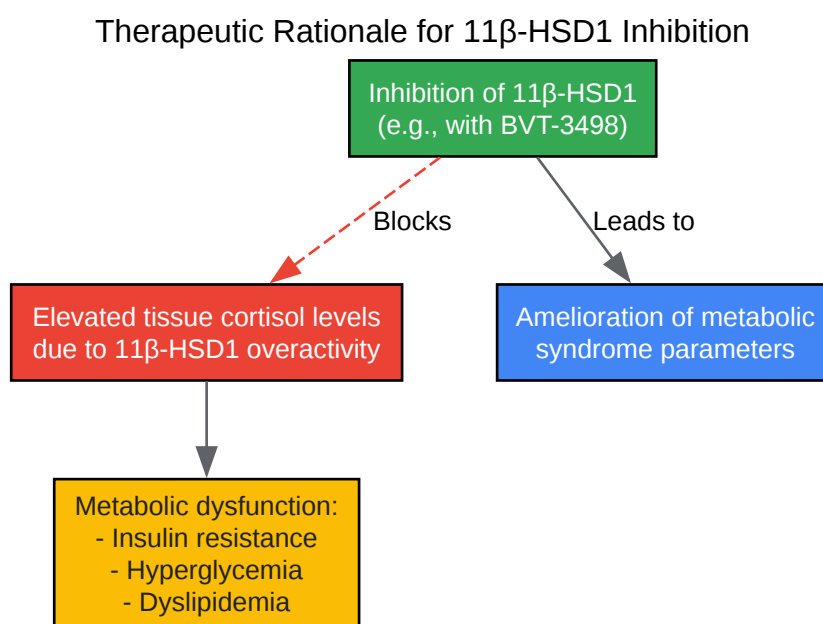 Therapeutic Rationale for 11β-HSD1 Inhibition
Inhibition of 11β-HSD1
(e.g., with BVT-3498)
Blocks
Leads to
Elevated tissue cortisol levels
due to 11β-HSD1 overactivity
Amelioration of metabolic
syndrome parameters
Metabolic dysfunction:
- Insulin resistance
- Hyperglycemia
- Dyslipidemia